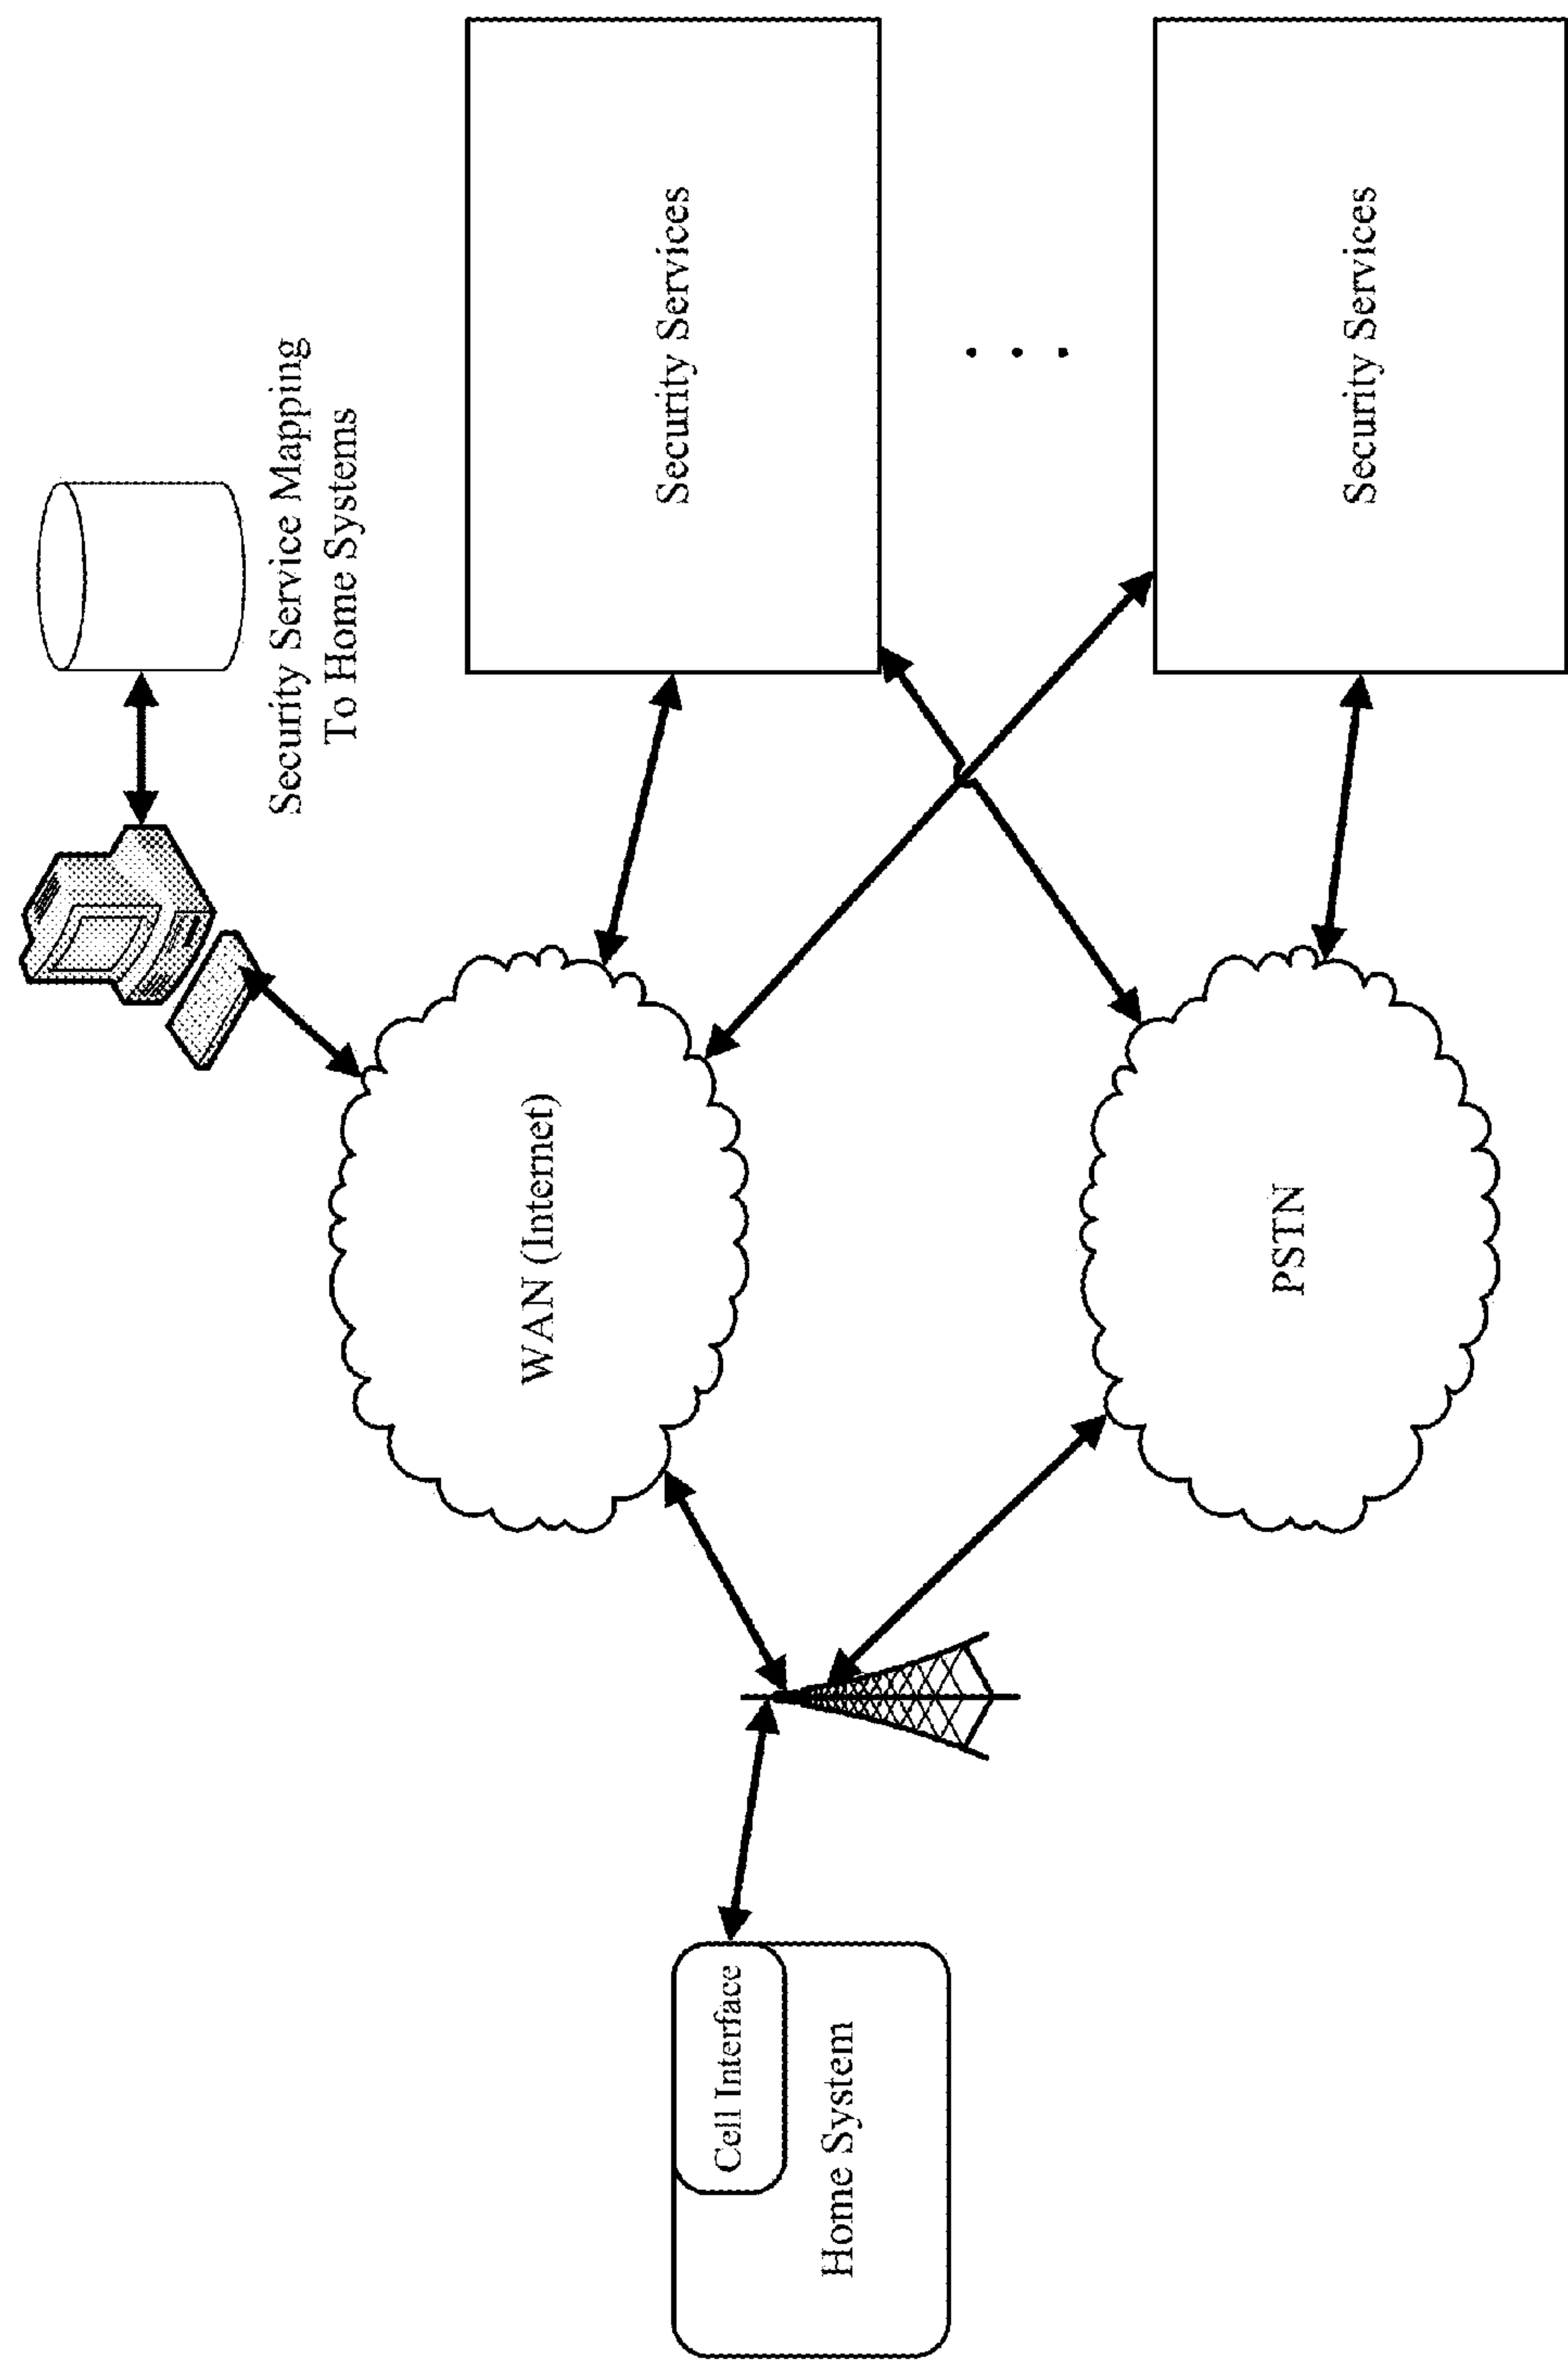 Security Service Mapping
To Home Systems
Security Services
WAN (Internet)
Cell Interface
Home System
. . .
Security Services
PSTN